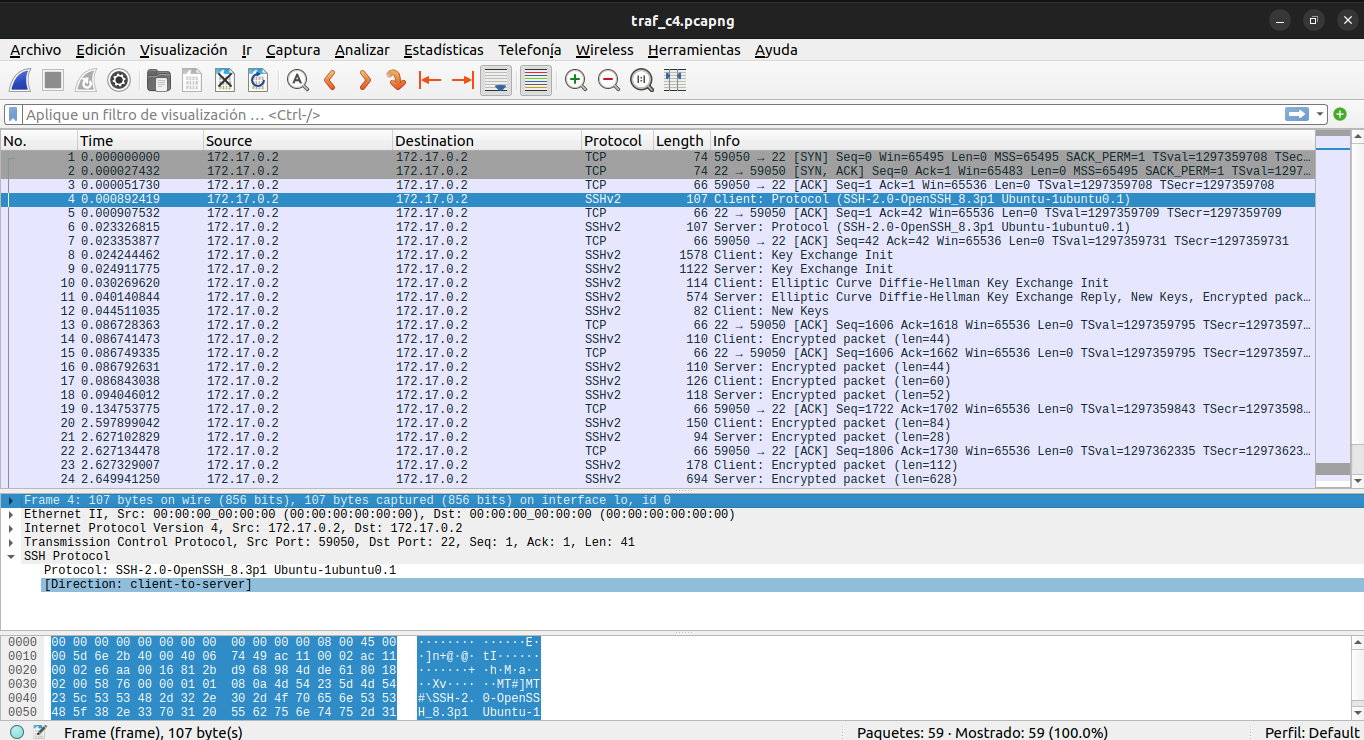 traf_c4.pcapng
Archivo Edición Visualización Ir Captura Analizar Estadísticas Telefonía Wireless Herramientas Ayuda
Aplique un filtro de visualización … <Ctrl-/>
No. Time Source Destination Protocol Length Info
1 0.000000000 172.17.0.2 172.17.0.2 TCP 74 59050 → 22 [SYN] Seq=0 Win=65495 Len=0 MSS=65495 SACK_PERM=1 TSval=1297359708 TSec…
2 0.000027432 172.17.0.2 172.17.0.2 TCP 74 22 → 59050 [SYN, ACK] Seq=0 Ack=1 Win=65483 Len=0 MSS=65495 SACK_PERM=1 TSval=1297…
3 0.000051730 172.17.0.2 172.17.0.2 TCP 66 59050 → 22 [ACK] Seq=1 Ack=1 Win=65536 Len=0 TSval=1297359708 TSecr=1297359708
4 0.000892419 172.17.0.2 172.17.0.2 SSHv2 107 Client: Protocol (SSH-2.0-OpenSSH_8.3p1 Ubuntu-1ubuntu0.1)
5 0.000907532 172.17.0.2 172.17.0.2 TCP 66 22 → 59050 [ACK] Seq=1 Ack=42 Win=65536 Len=0 TSval=1297359709 TSecr=1297359709
6 0.023326815 172.17.0.2 172.17.0.2 SSHv2 107 Server: Protocol (SSH-2.0-OpenSSH_8.3p1 Ubuntu-1ubuntu0.1)
7 0.023353877 172.17.0.2 172.17.0.2 TCP 66 59050 → 22 [ACK] Seq=42 Ack=42 Win=65536 Len=0 TSval=1297359731 TSecr=1297359731
8 0.024244462 172.17.0.2 172.17.0.2 SSHv2 1578 Client: Key Exchange Init
9 0.024911775 172.17.0.2 172.17.0.2 SSHv2 1122 Server: Key Exchange Init
10 0.030269620 172.17.0.2 172.17.0.2 SSHv2 114 Client: Elliptic Curve Diffie-Hellman Key Exchange Init
11 0.040140844 172.17.0.2 172.17.0.2 SSHv2 574 Server: Elliptic Curve Diffie-Hellman Key Exchange Reply, New Keys, Encrypted pack…
12 0.044511035 172.17.0.2 172.17.0.2 SSHv2 82 Client: New Keys
13 0.086728363 172.17.0.2 172.17.0.2 TCP 66 22 → 59050 [ACK] Seq=1606 Ack=1618 Win=65536 Len=0 TSval=1297359795 TSecr=12973597…
14 0.086741473 172.17.0.2 172.17.0.2 SSHv2 110 Client: Encrypted packet (len=44)
15 0.086749335 172.17.0.2 172.17.0.2 TCP 66 22 → 59050 [ACK] Seq=1606 Ack=1662 Win=65536 Len=0 TSval=1297359795 TSecr=12973597…
16 0.086792631 172.17.0.2 172.17.0.2 SSHv2 110 Server: Encrypted packet (len=44)
17 0.086843038 172.17.0.2 172.17.0.2 SSHv2 126 Client: Encrypted packet (len=60)
18 0.094046012 172.17.0.2 172.17.0.2 SSHv2 118 Server: Encrypted packet (len=52)
19 0.134753775 172.17.0.2 172.17.0.2 TCP 66 59050 → 22 [ACK] Seq=1722 Ack=1702 Win=65536 Len=0 TSval=1297359843 TSecr=12973598…
20 2.597899042 172.17.0.2 172.17.0.2 SSHv2 150 Client: Encrypted packet (len=84)
21 2.627102829 172.17.0.2 172.17.0.2 SSHv2 94 Server: Encrypted packet (len=28)
22 2.627134478 172.17.0.2 172.17.0.2 TCP 66 59050 → 22 [ACK] Seq=1806 Ack=1730 Win=65536 Len=0 TSval=1297362335 TSecr=12973623…
23 2.627329007 172.17.0.2 172.17.0.2 SSHv2 178 Client: Encrypted packet (len=112)
24 2.649941250 172.17.0.2 172.17.0.2 SSHv2 694 Server: Encrypted packet (len=628)
Frame 4: 107 bytes on wire (856 bits), 107 bytes captured (856 bits) on interface lo, id 0
Ethernet II, Src: 00:00:00_00:00:00 (00:00:00:00:00:00), Dst: 00:00:00_00:00:00 (00:00:00:00:00:00)
Internet Protocol Version 4, Src: 172.17.0.2, Dst: 172.17.0.2
Transmission Control Protocol, Src Port: 59050, Dst Port: 22, Seq: 1, Ack: 1, Len: 41
SSH Protocol
Protocol: SSH-2.0-OpenSSH_8.3p1 Ubuntu-1ubuntu0.1
[Direction: client-to-server]
0000 00 00 00 00 00 00 00 00 00 00 00 00 08 00 45 00 ········ ······E·
0010 00 5d 6e 2b 40 00 40 06 74 49 ac 11 00 02 ac 11 ·]n+@·@· tI······
0020 00 02 e6 aa 00 16 81 2b d9 68 98 4d de 61 80 18 ·······+ ·h·M·a··
0030 02 00 58 76 00 00 01 01 08 0a 4d 54 23 5d 4d 54 ··Xv···· ··MT#]MT
0040 23 5c 53 53 48 2d 32 2e 30 2d 4f 70 65 6e 53 53 #\SSH-2. 0-OpenSS
0050 48 5f 38 2e 33 70 31 20 55 62 75 6e 74 75 2d 31 H_8.3p1 Ubuntu-1
Frame (frame), 107 byte(s) Paquetes: 59 · Mostrado: 59 (100.0%) Perfil: Default